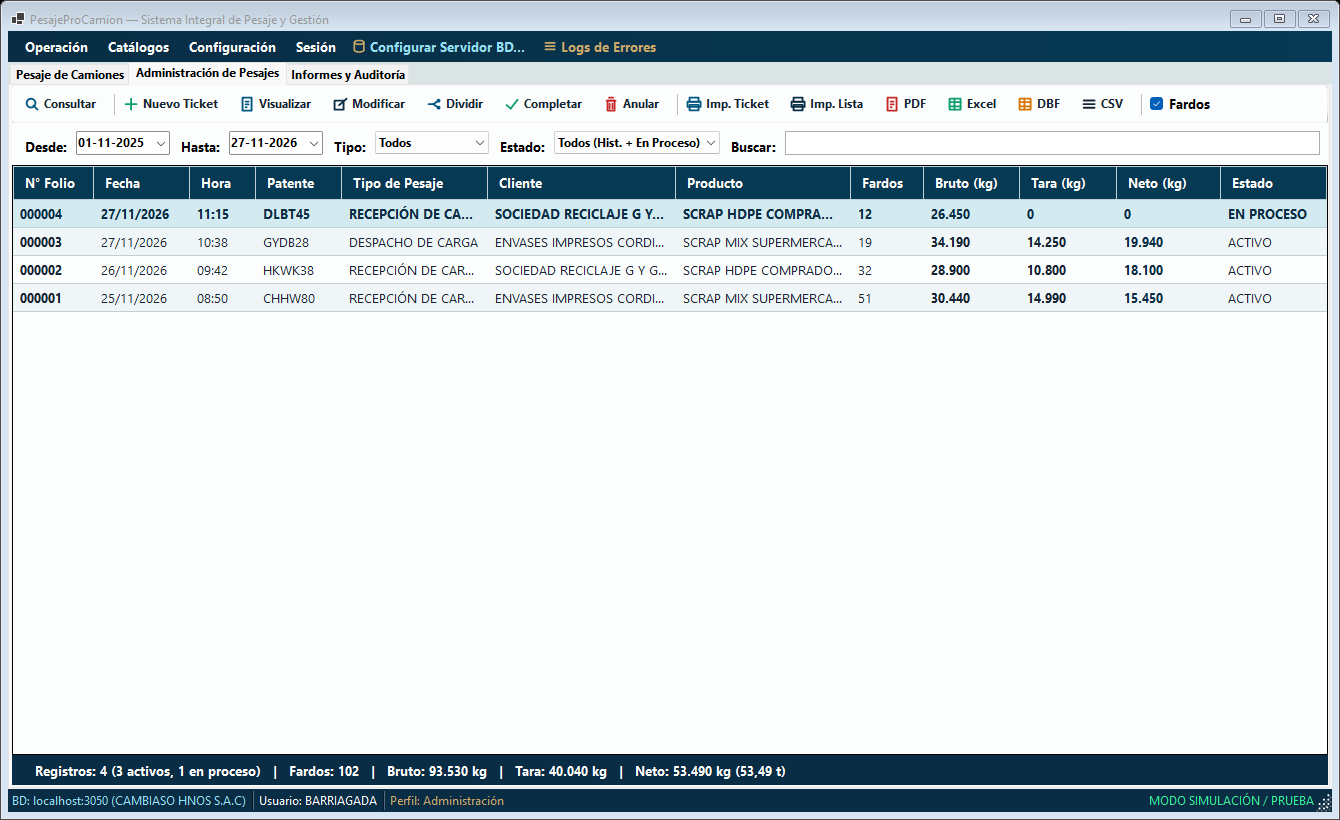 PesajeProCamion — Sistema Integral de Pesaje y Gestión
Operación Catálogos Configuración Sesión Configurar Servidor BD... Logs de Errores
Pesaje de Camiones Administración de Pesajes Informes y Auditoría
Consultar Nuevo Ticket Visualizar Modificar Dividir Completar Anular Imp. Ticket Imp. Lista PDF Excel DBF CSV Fardos
Desde: 01-11-2025 Hasta: 27-11-2026 Tipo: Todos Estado: Todos (Hist. + En Proceso) Buscar:
N° Folio Fecha Hora Patente Tipo de Pesaje Cliente Producto Fardos Bruto (kg) Tara (kg) Neto (kg) Estado
000004 27/11/2026 11:15 DLBT45 RECEPCIÓN DE CA... SOCIEDAD RECICLAJE G Y... SCRAP HDPE COMPRA... 12 26.450 0 0 EN PROCESO
000003 27/11/2026 10:38 GYDB28 DESPACHO DE CARGA ENVASES IMPRESOS CORDI... SCRAP MIX SUPERMERCA... 19 34.190 14.250 19.940 ACTIVO
000002 26/11/2026 09:42 HKWK38 RECEPCIÓN DE CAR... SOCIEDAD RECICLAJE G Y G... SCRAP HDPE COMPRADO... 32 28.900 10.800 18.100 ACTIVO
000001 25/11/2026 08:50 CHHW80 RECEPCIÓN DE CAR... ENVASES IMPRESOS CORDI... SCRAP MIX SUPERMERCA... 51 30.440 14.990 15.450 ACTIVO
Registros: 4 (3 activos, 1 en proceso) | Fardos: 102 | Bruto: 93.530 kg | Tara: 40.040 kg | Neto: 53.490 kg (53,49 t)
BD: localhost:3050 (CAMBIASO HNOS S.A.C) Usuario: BARRIAGADA Perfil: Administración MODO SIMULACIÓN / PRUEBA